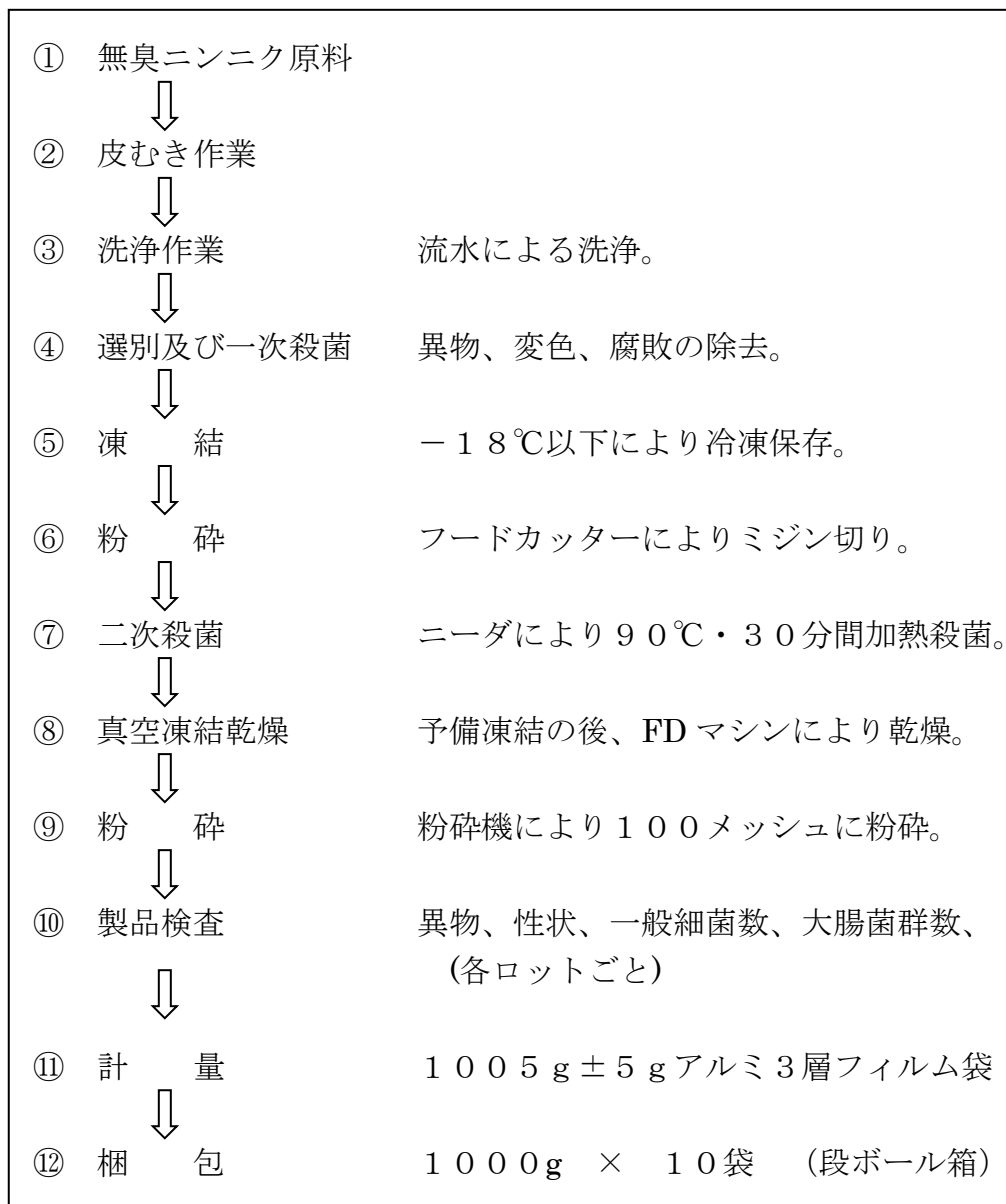 ① 無臭ニンニク原料
② 皮むき作業
③ 洗浄作業 流水による洗浄。
④ 選別及び一次殺菌 異物、変色、腐敗の除去。
⑤ 凍 結 －１８℃以下により冷凍保存。
⑥ 粉 砕 フードカッターによりミジン切り。
⑦ 二次殺菌 ニーダにより９０℃・３０分間加熱殺菌。
⑧ 真空凍結乾燥 予備凍結の後、FD マシンにより乾燥。
⑨ 粉 砕 粉砕機により１００メッシュに粉砕。
⑩ 製品検査 異物、性状、一般細菌数、大腸菌群数、
(各ロットごと)
⑪ 計 量 １００５ｇ±５ｇアルミ３層フィルム袋
⑫ 梱 包 １０００g × １０袋 （段ボール箱）